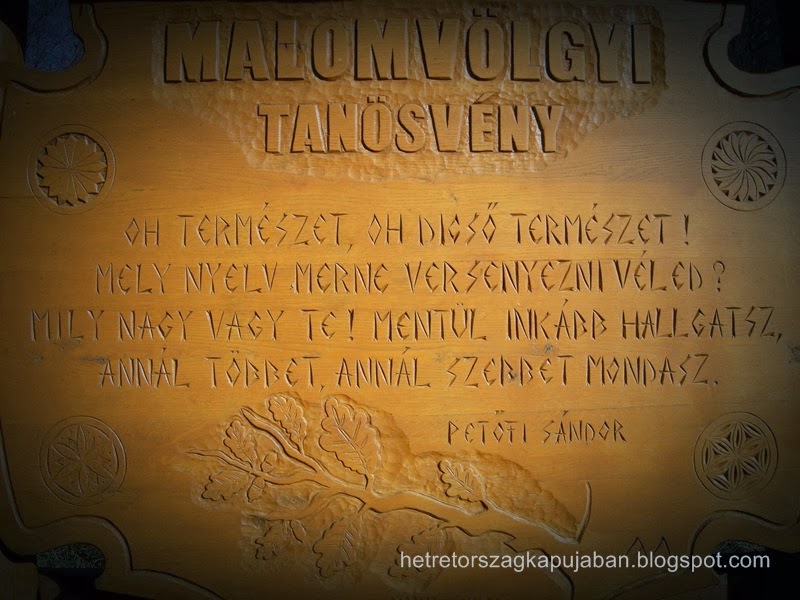 MALOMVÖLGYI
TANÖSVÉNY
OH TERMÉSZET, OH DICSŐ TERMÉSZET!
MELY NYELV MERNE VERSENYEZNI VÉLED?
MILY NAGY VAGY TE! MENTÜL INKÁBB HALLGATSZ,
ANNÁL TÖBBET, ANNÁL SZEBBET MONDASZ.
PETŐFI SÁNDOR
hetretorszagkapujaban.blogspot.com